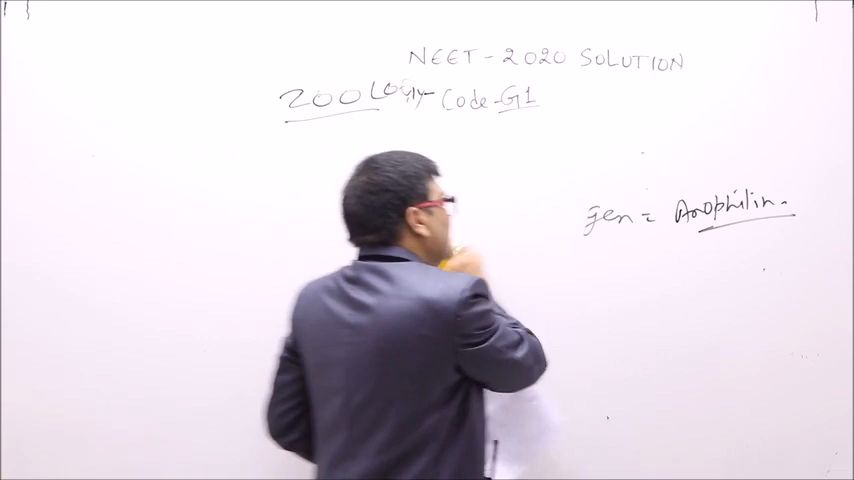 NEET - 2020 SOLUTION
ZOOLOGY - Code - G1
gen = Anophilin.